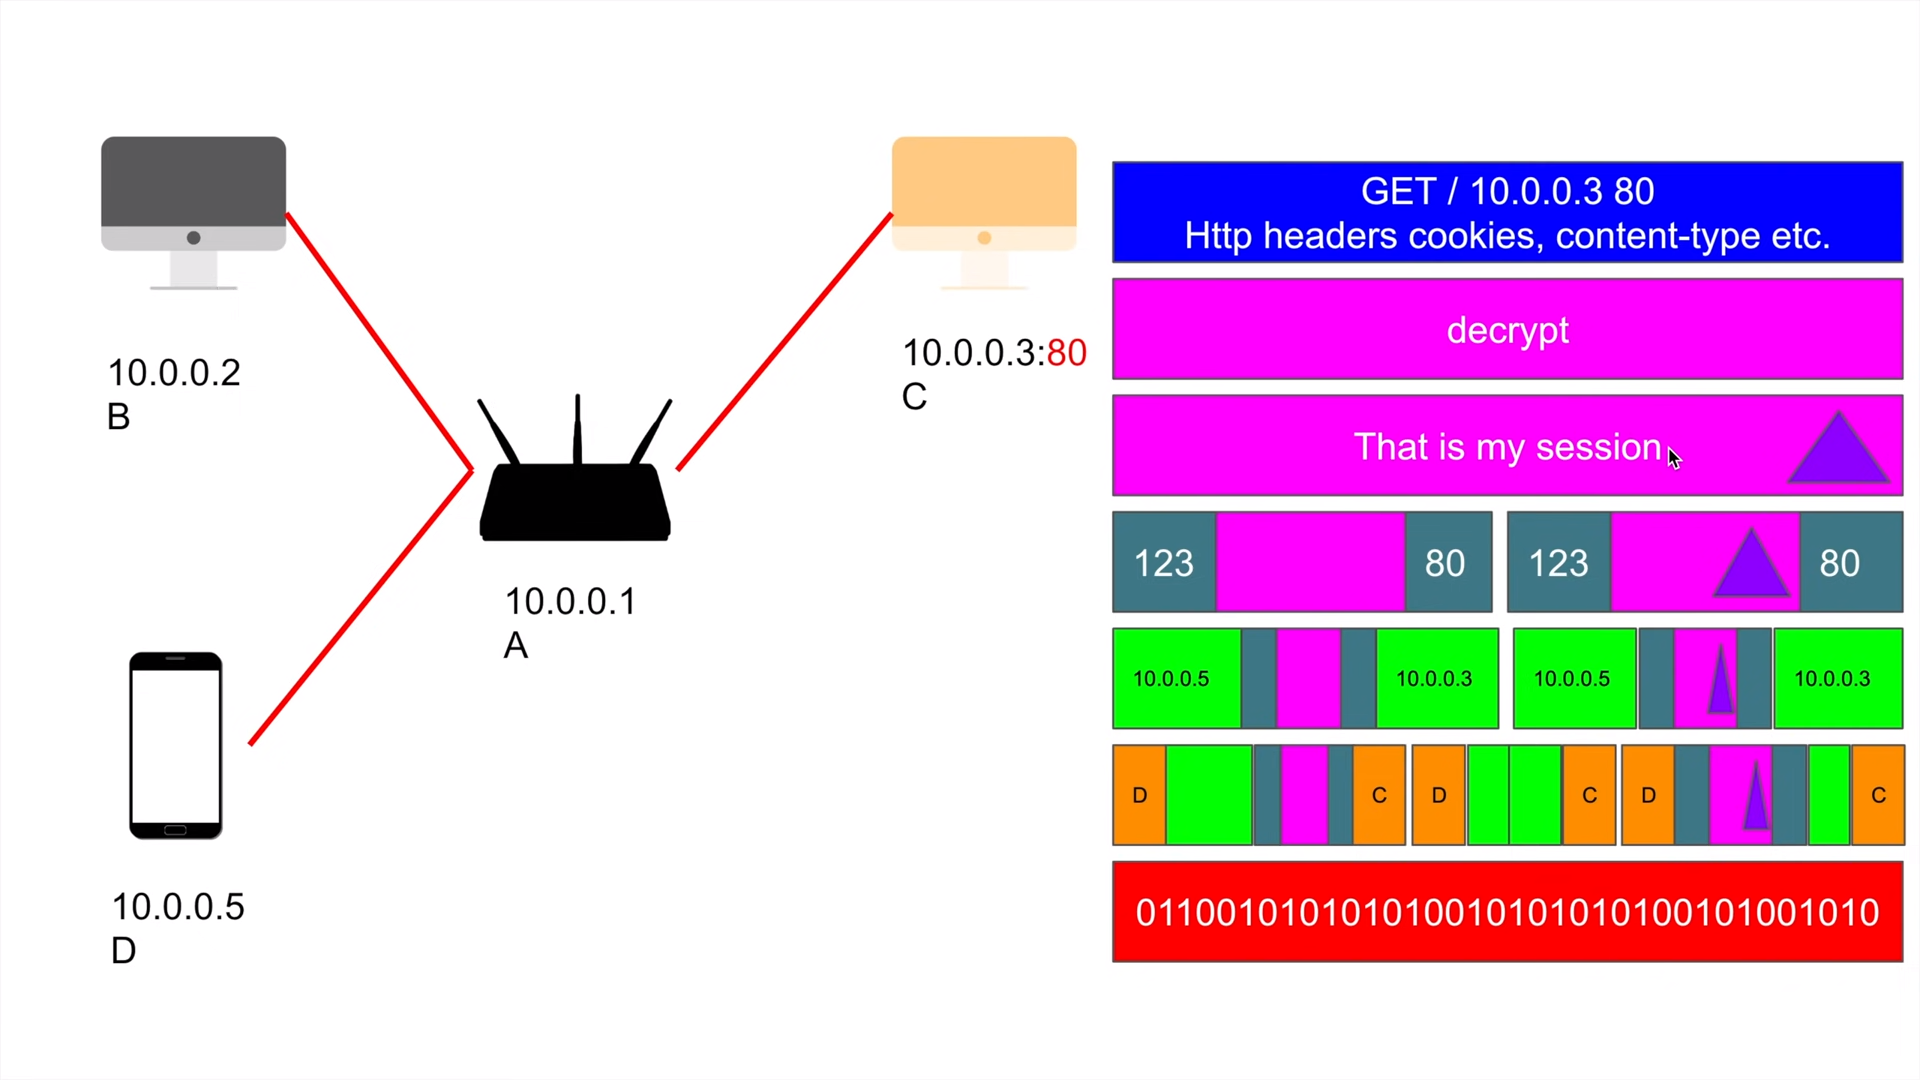 10.0.0.2
B
10.0.0.3:80
C
10.0.0.1
A
10.0.0.5
D
GET / 10.0.0.3 80
Http headers cookies, content-type etc.
decrypt
That is my session
123 80 123 80
10.0.0.5 10.0.0.3 10.0.0.5 10.0.0.3
D C D C D C
0110010101010100101010101001010010​10